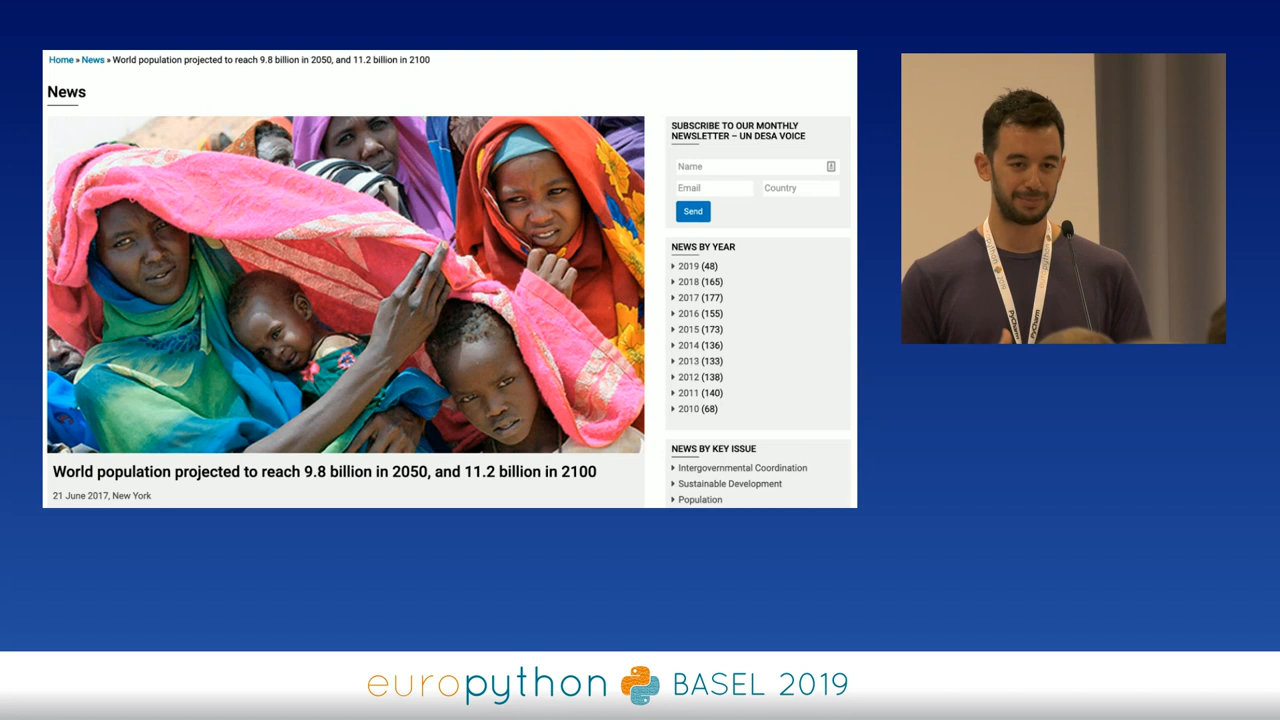 Home » News » World population projected to reach 9.8 billion in 2050, and 11.2 billion in 2100
News
SUBSCRIBE TO OUR MONTHLY
NEWSLETTER – UN DESA VOICE
Name
Email
Country
Send
NEWS BY YEAR
2019 (48)
2018 (165)
2017 (177)
2016 (155)
2015 (173)
2014 (136)
2013 (133)
2012 (138)
2011 (140)
2010 (68)
NEWS BY KEY ISSUE
Intergovernmental Coordination
Sustainable Development
Population
World population projected to reach 9.8 billion in 2050, and 11.2 billion in 2100
21 June 2017, New York
python 2019
PyCharm
PyCharm
europython BASEL 2019